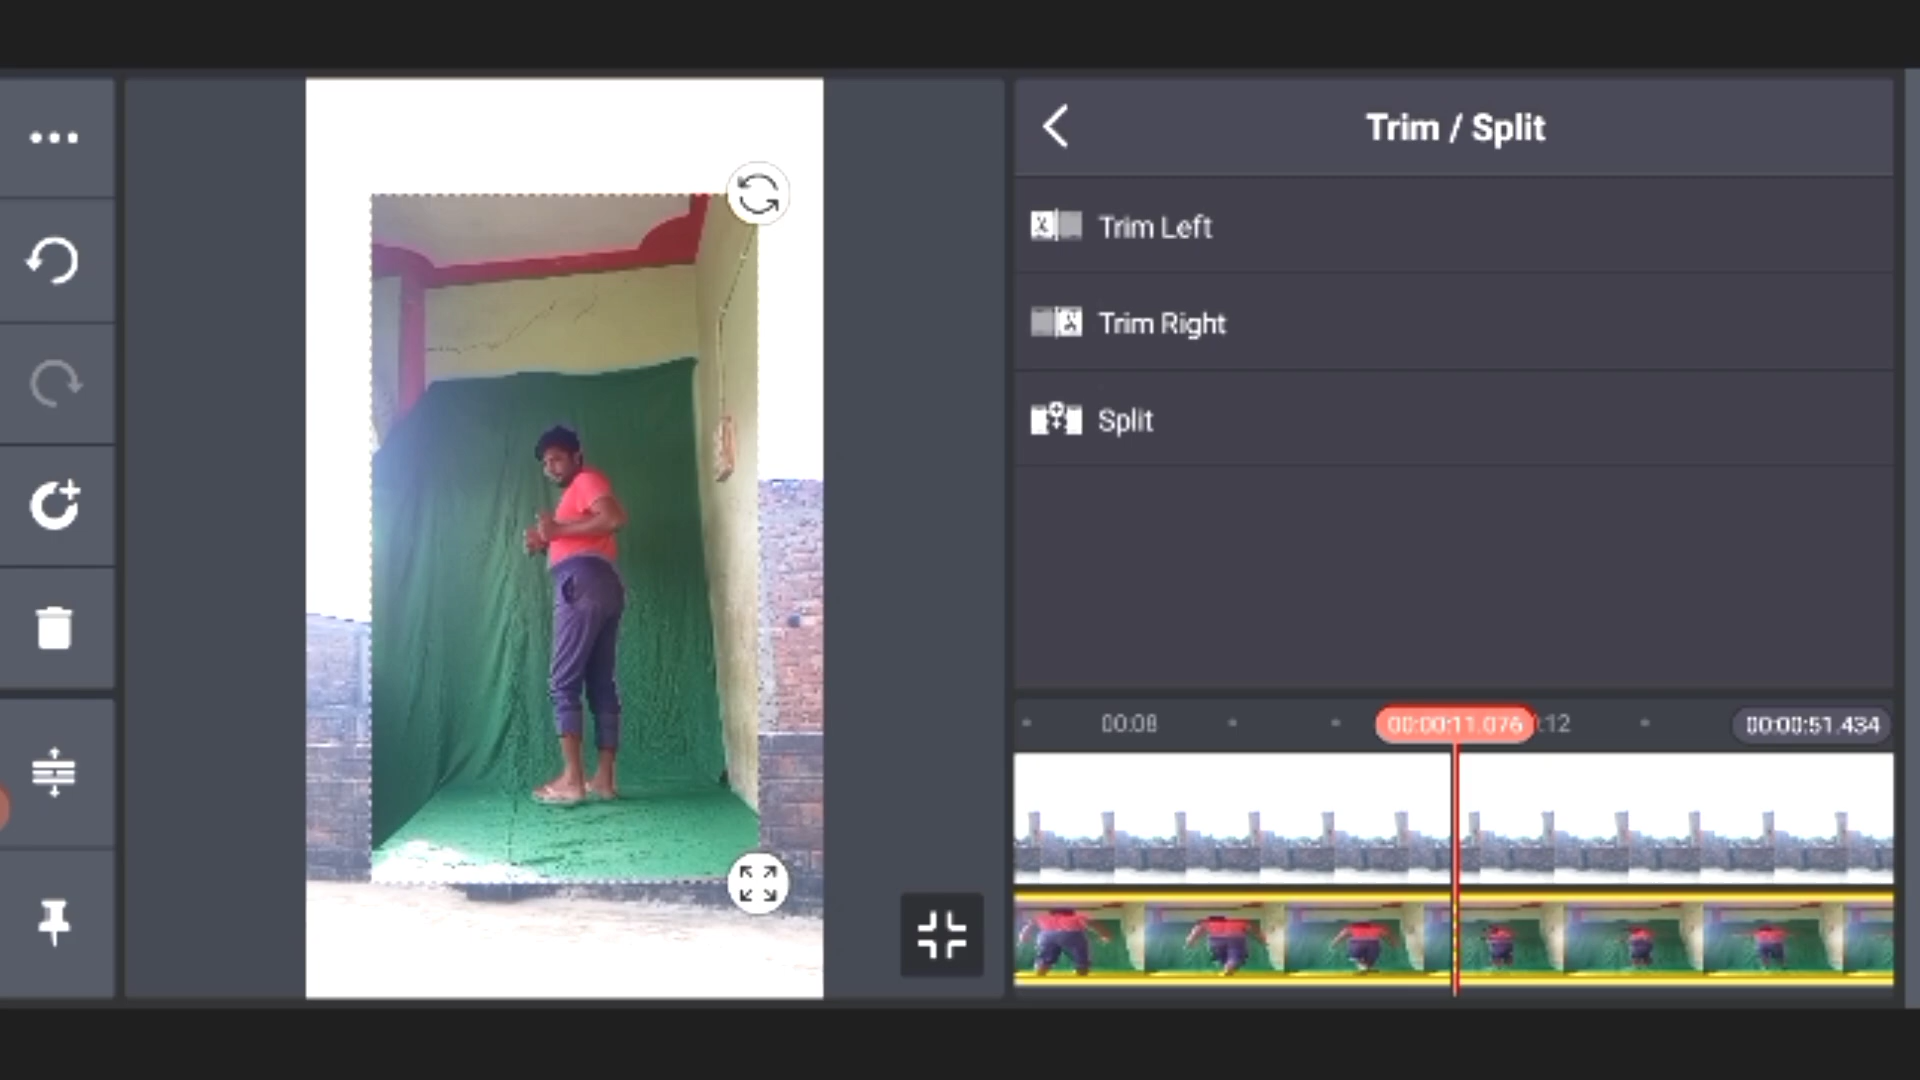 Trim / Split
Trim Left
Trim Right
Split
00:08
00:00:11.076
:12
00:00:51.434